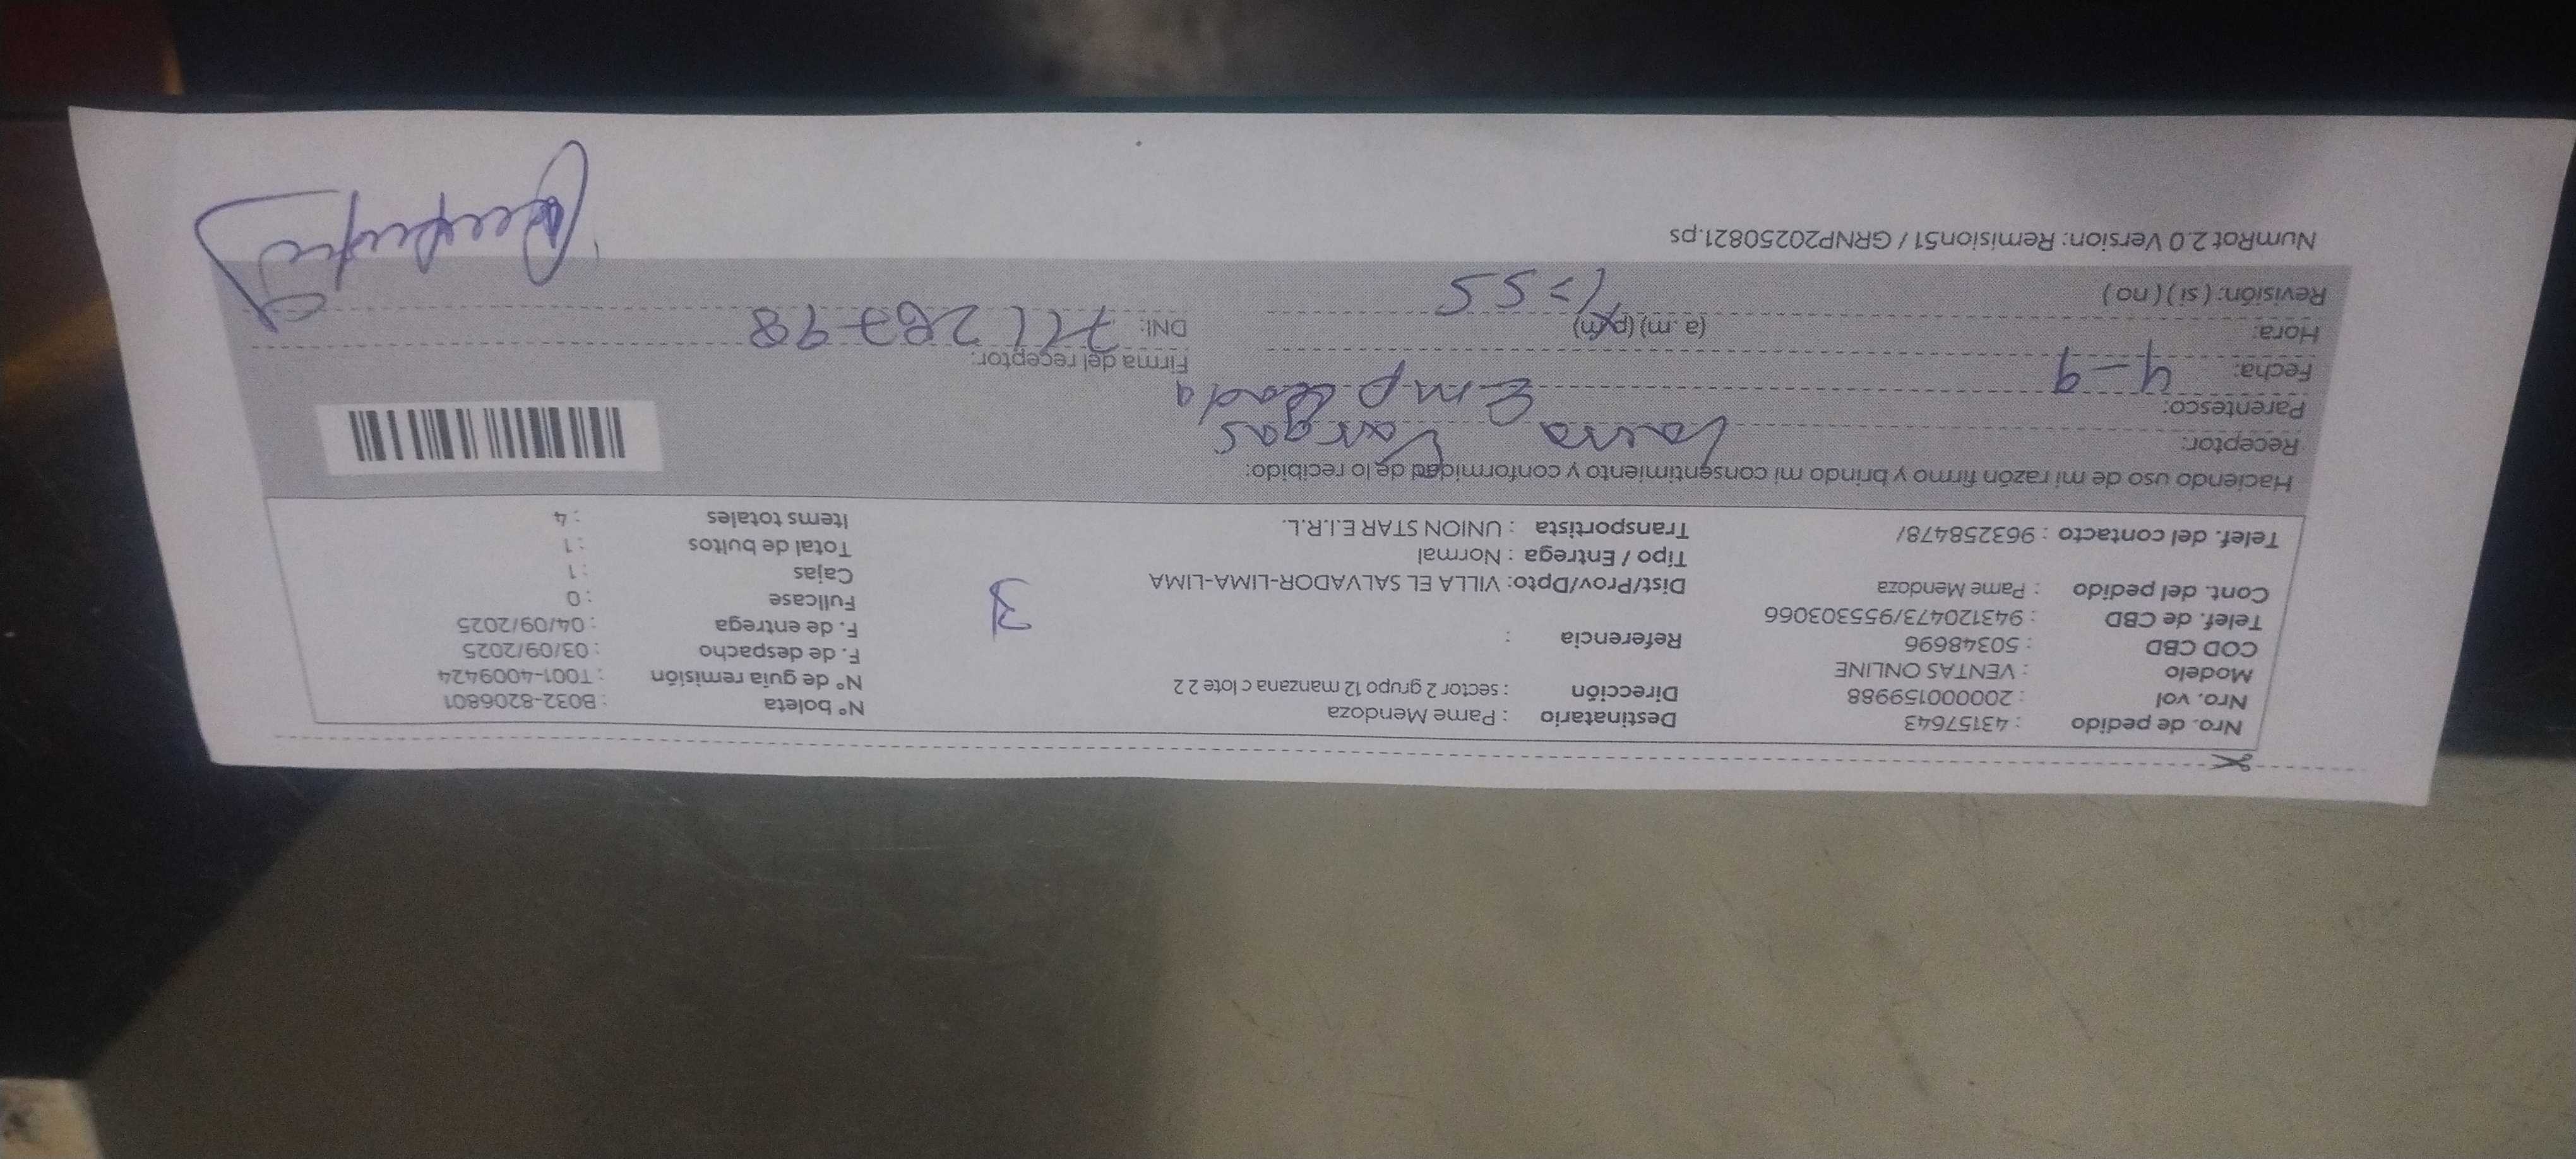 Nro. de pedido : 43157643
Nro. vol : 200000159988
Modelo : VENTAS ONLINE
COD CBD : 50348696
Telef. de CBD : 943120473/955303066
Cont. del pedido : Pame Mendoza
Telef. del contacto : 963258478/
Destinatario : Pame Mendoza
Dirección : sector 2 grupo 12 manzana c lote 2 2
Referencia :
Dist/Prov/Dpto: VILLA EL SALVADOR-LIMA-LIMA
Tipo / Entrega : Normal
Transportista : UNION STAR E.I.R.L.
3
N° boleta : B032-8206801
N° de guia remisión : T001-4009424
F. de despacho : 03/09/2025
F. de entrega : 04/09/2025
Fullcase : 0
Cajas : 1
Total de bultos : 1
Items totales : 4
Haciendo uso de mi razón firmo y brindo mi consentimiento y conformidad de lo recibido:
Receptor: Vargas
Parentesco: Empleada
Fecha: 4-9
Hora: (a. m) (p. m) 1=55
Revisión: ( si ) ( no )
Firma del receptor:
DNI:
NumRot 2.0 Version: Remision51 / GRNP20250821.ps